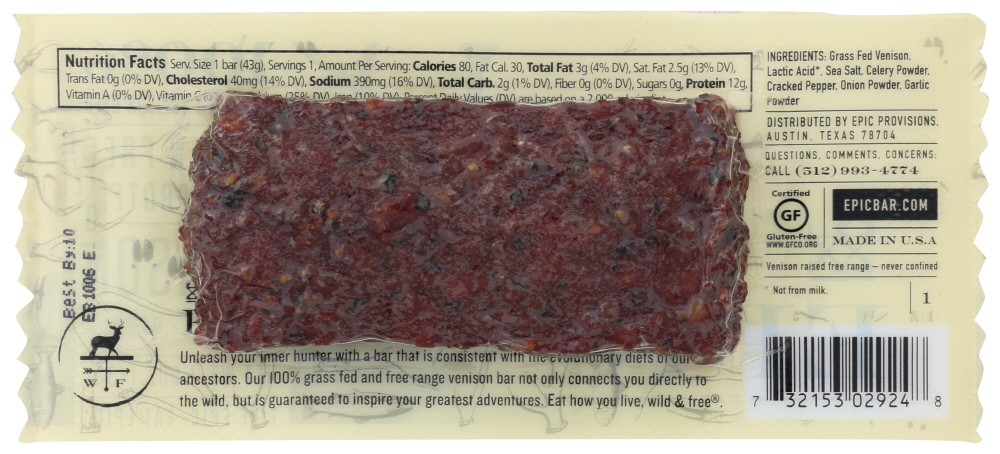 Nutrition Facts Serv. Size 1 bar (43g), Servings 1, Amount Per Serving: Calories 80, Fat Cal. 30, Total Fat 3g (4% DV), Sat. Fat 2.5g (13% DV),
Trans Fat 0g (0% DV), Cholesterol 40mg (14% DV), Sodium 390mg (16% DV), Total Carb. 2g (1% DV), Fiber 0g (0% DV), Sugars 0g, Protein 12g,
Vitamin A (0% DV), Vitamin C (25% DV), (10% DV). Percent Daily Values (DV) are based on a 2,000
INGREDIENTS: Grass Fed Venison,
Lactic Acid*, Sea Salt, Celery Powder,
Cracked Pepper, Onion Powder, Garlic
Powder
DISTRIBUTED BY EPIC PROVISIONS,
AUSTIN, TEXAS 78704
QUESTIONS, COMMENTS, CONCERNS:
CALL (512) 993-4774
Certified
GF
Gluten-Free
WWW.GFCO.ORG
EPICBAR.COM
MADE IN U.S.A
Venison raised free range – never confined
* Not from milk.
1
Best By:10
EB 1006 E
W F
Unleash your inner hunter with a bar that is consistent with the evolutionary diets of our
ancestors. Our 100% grass fed and free range venison bar not only connects you directly to
the wild, but is guaranteed to inspire your greatest adventures. Eat how you live, wild & free®.
7 32153 02924 8